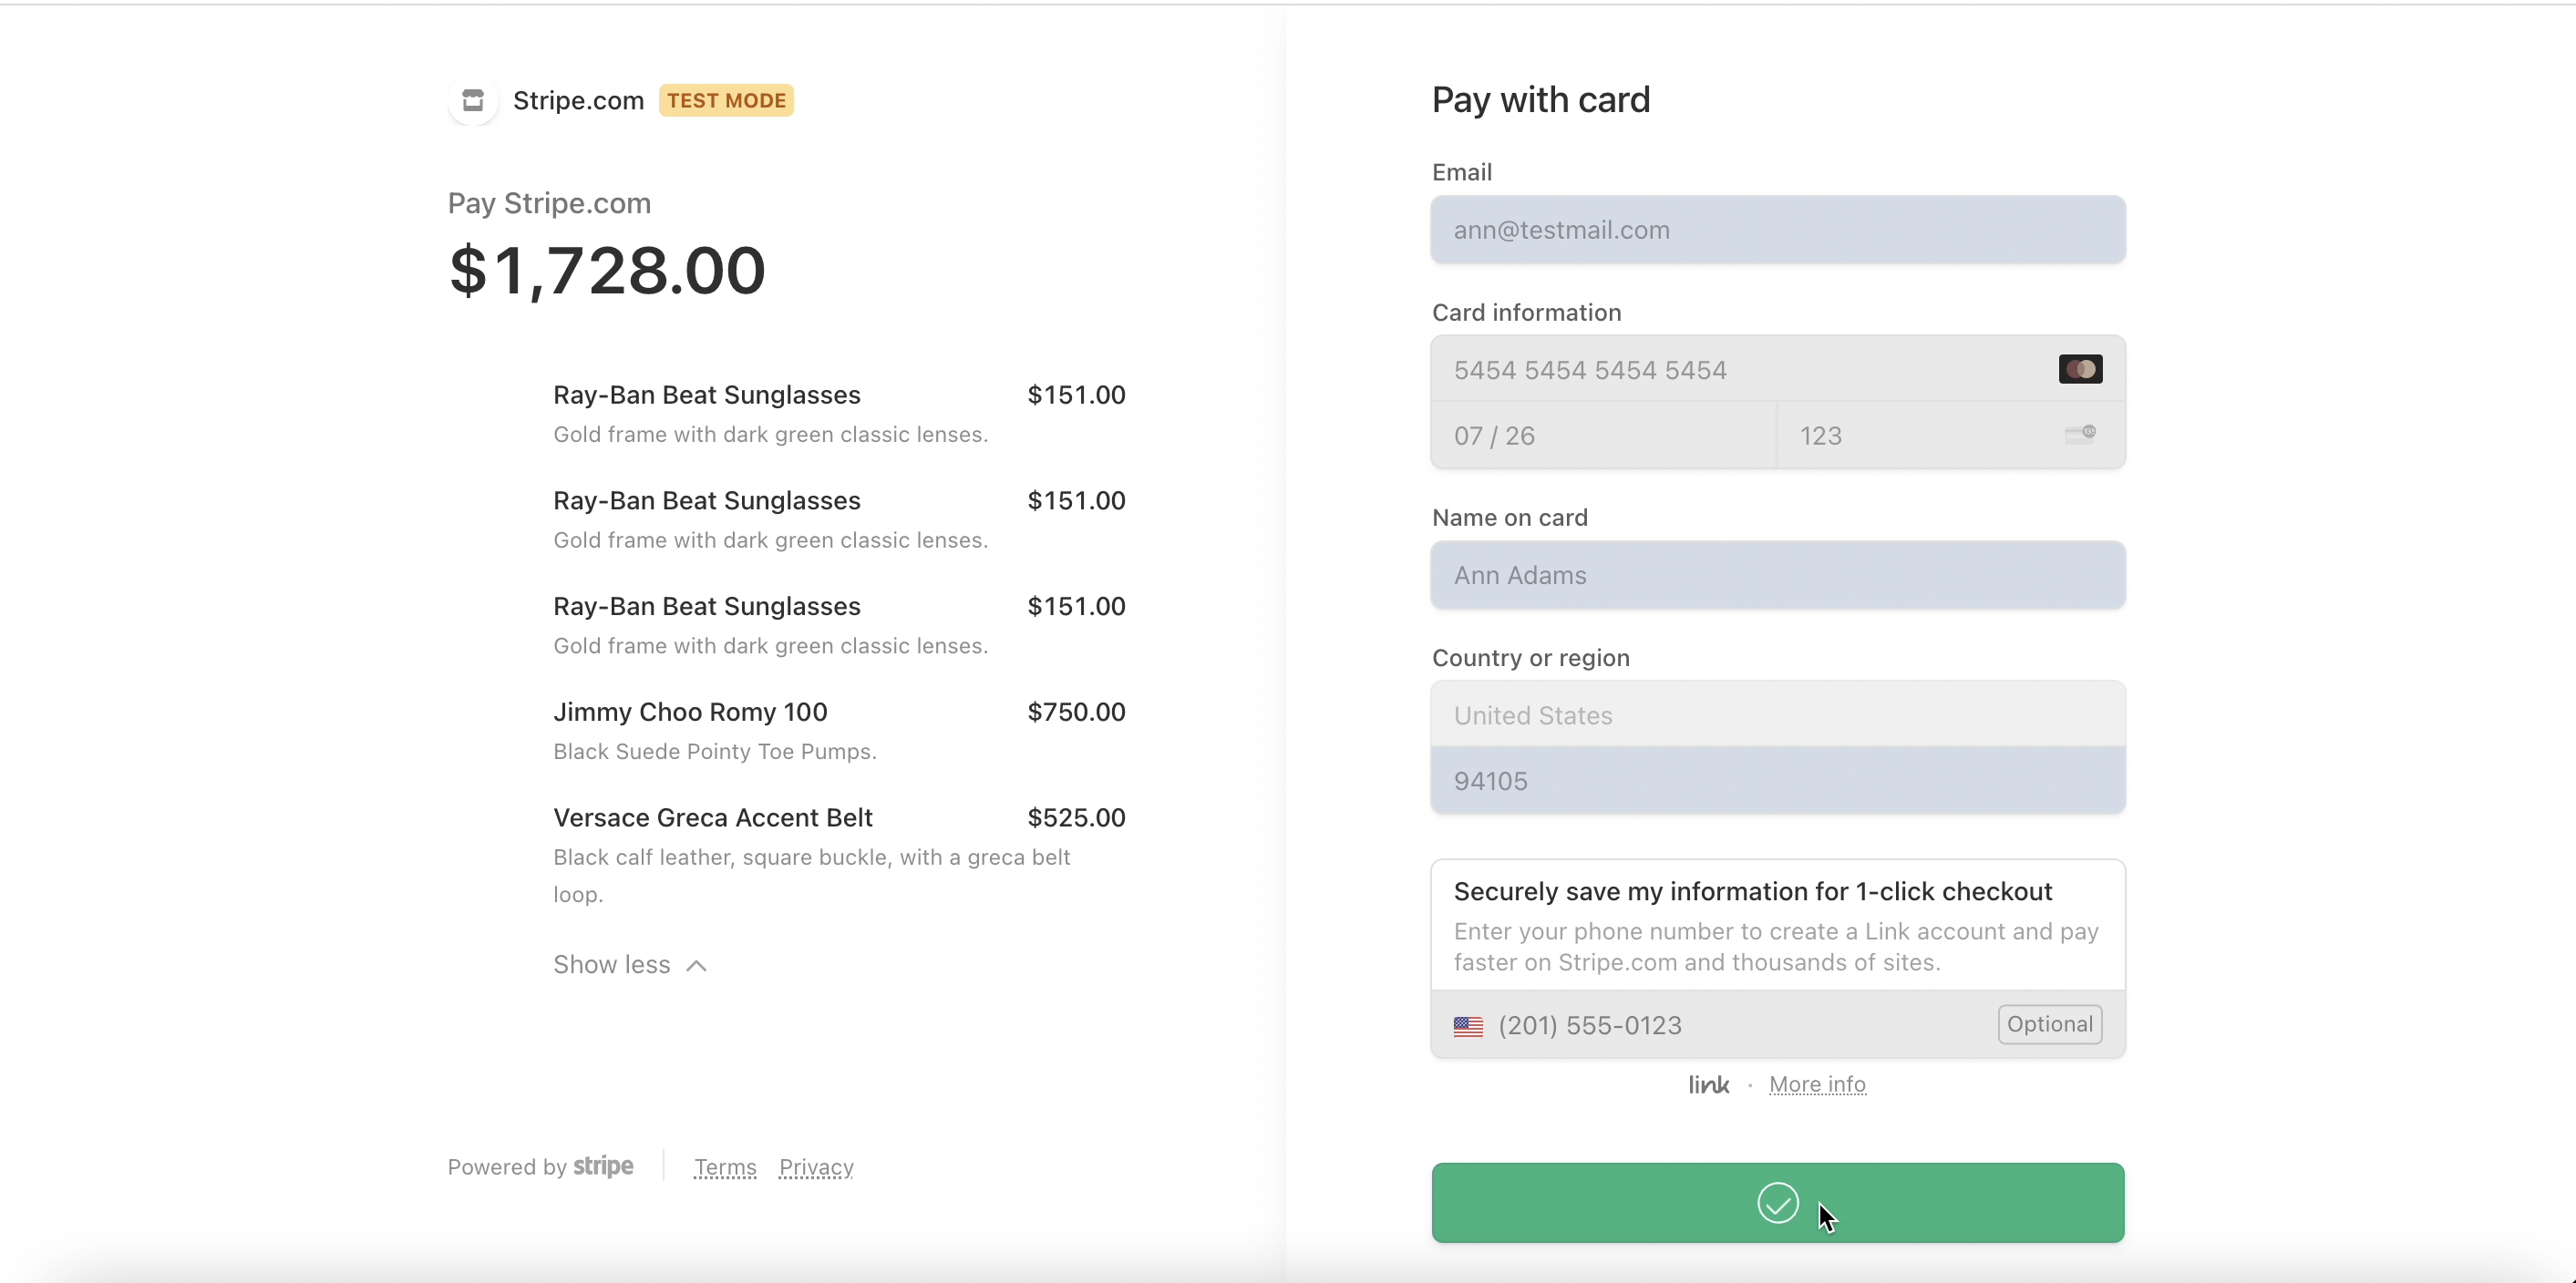 Stripe.com TEST MODE
Pay Stripe.com
$1,728.00
Ray-Ban Beat Sunglasses $151.00
Gold frame with dark green classic lenses.
Ray-Ban Beat Sunglasses $151.00
Gold frame with dark green classic lenses.
Ray-Ban Beat Sunglasses $151.00
Gold frame with dark green classic lenses.
Jimmy Choo Romy 100 $750.00
Black Suede Pointy Toe Pumps.
Versace Greca Accent Belt $525.00
Black calf leather, square buckle, with a greca belt
loop.
Show less
Powered by stripe Terms Privacy
Pay with card
Email
ann@testmail.com
Card information
5454 5454 5454 5454
07 / 26 123
Name on card
Ann Adams
Country or region
United States
94105
Securely save my information for 1-click checkout
Enter your phone number to create a Link account and pay
faster on Stripe.com and thousands of sites.
(201) 555-0123 Optional
link · More info